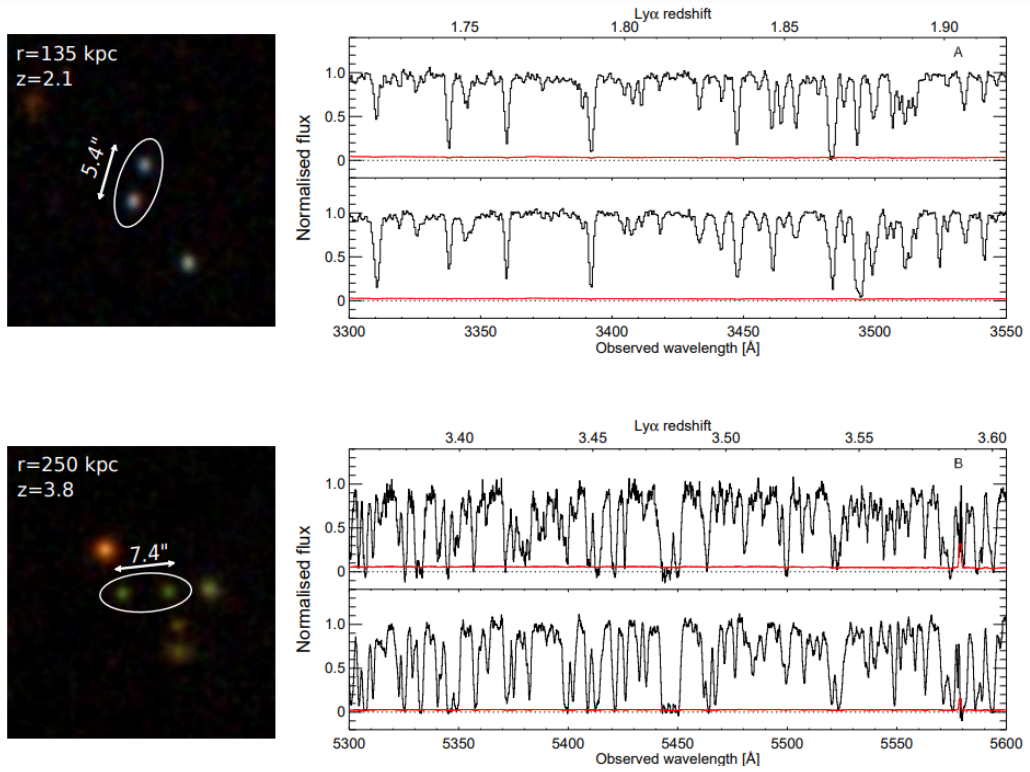 r=135 kpc
z=2.1
5.4"
Lyα redshift
1.75 1.80 1.85 1.90
A
Normalised flux
1.0
0.5
0
Normalised flux
1.0
0.5
0
3300 3350 3400 3450 3500 3550
Observed wavelength [Å]
r=250 kpc
z=3.8
7.4"
Lyα redshift
3.40 3.45 3.50 3.55 3.60
B
Normalised flux
1.0
0.5
0
1.0
0.5
0
5300 5350 5400 5450 5500 5550 5600
Observed wavelength [Å]